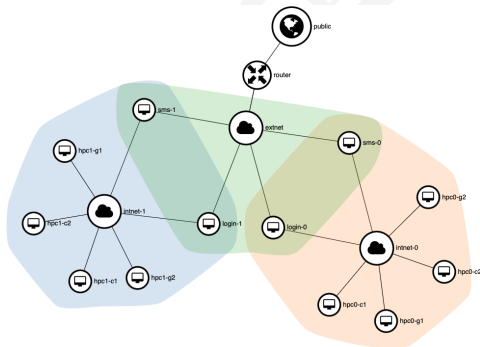 public
router
sms-1
extnet
sms-0
hpc1-g1
hpc0-g2
intnet-1
hpc1-c2
login-1
login-0
intnet-0
hpc0-c2
hpc1-c1
hpc1-g2
hpc0-c1
hpc0-g1